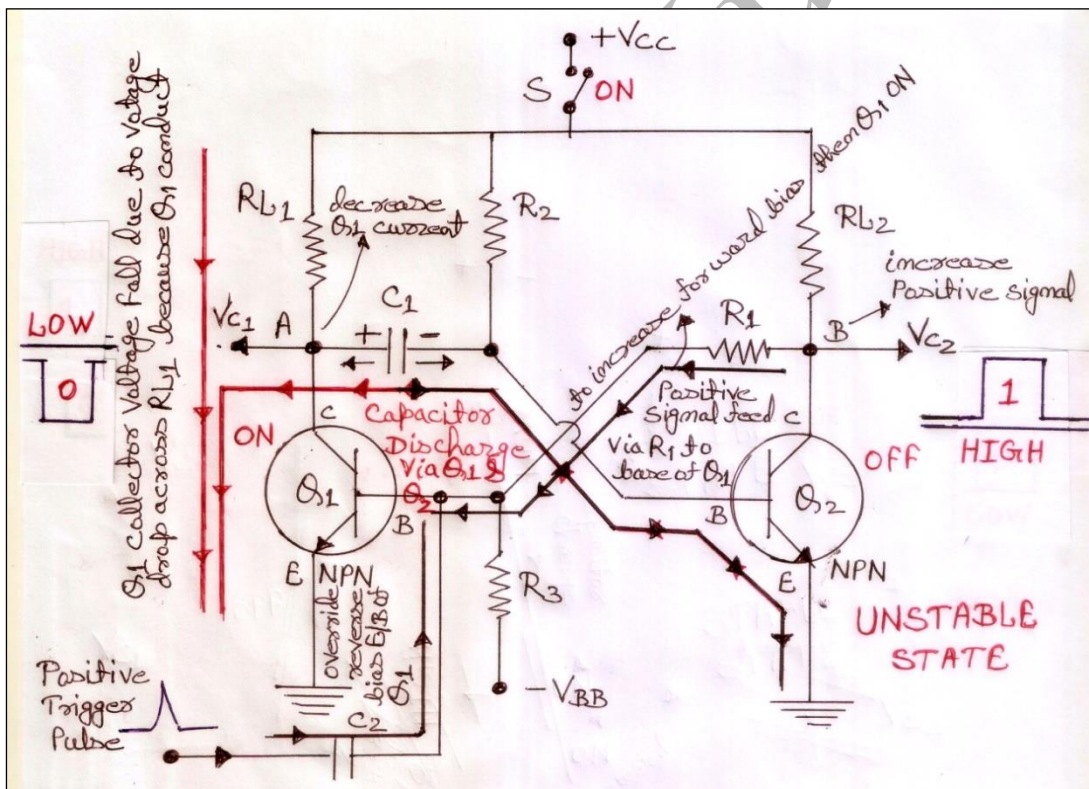 +VCC
S ON
Q1 Collector Voltage fall due to Votage
drop across RL1 because Q1 conduct
RL1
decrease
Q1 current
R2
to increase forward bias then Q1 ON
RL2
increase
Positive signal
LOW
0
VC1
A
C1
+ -
R1
B
VC2
1
HIGH
ON
C
Capacitor
Discharge
Via Q1 &
Q2
Positive
Signal feed
Via R1 to
base of Q1
C
OFF
Q1
B
B
Q2
E
NPN
R3
E
NPN
override
reverse
bias E/B of
Q1
UNSTABLE
STATE
-VBB
Positive
Trigger
Pulse
C2